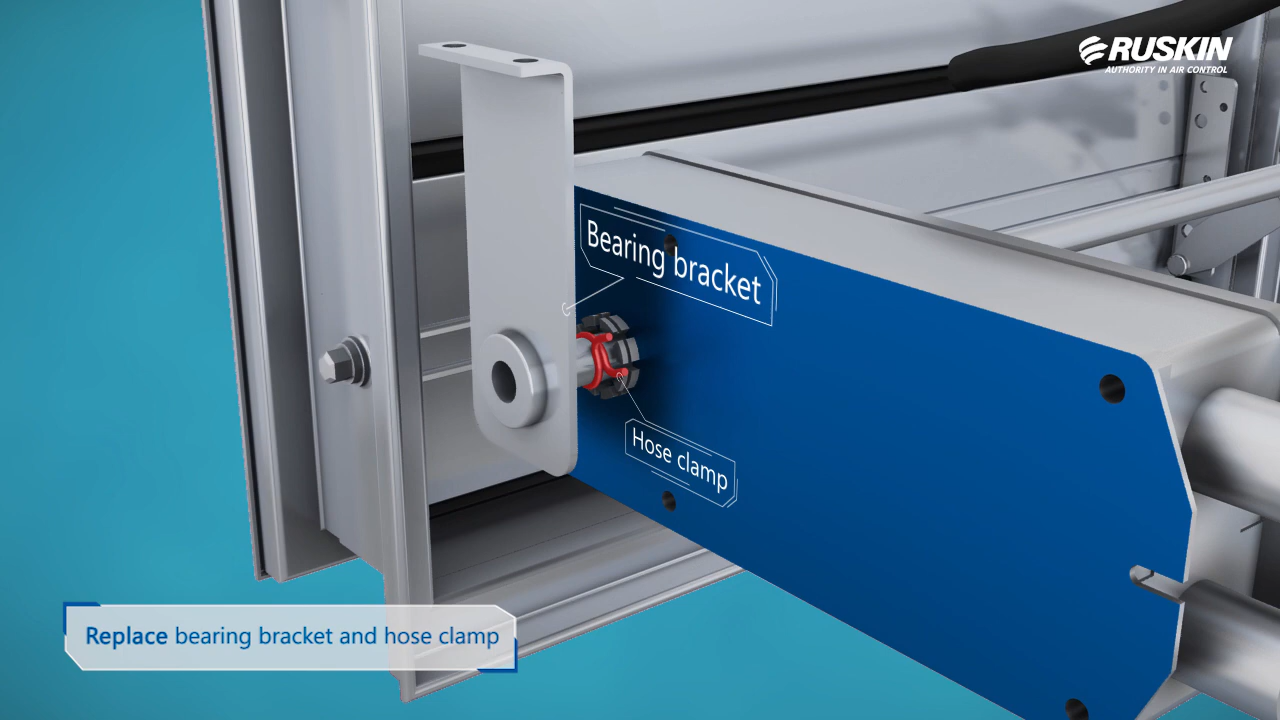 RUSKIN
AUTHORITY IN AIR CONTROL
Bearing bracket
Hose clamp
Replace bearing bracket and hose clamp